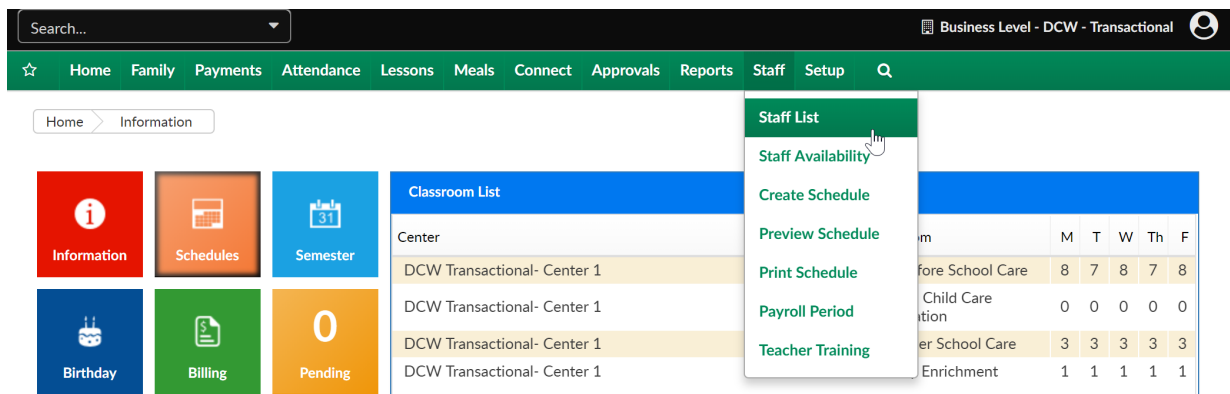 Search...
Business Level - DCW - Transactional
Home Family Payments Attendance Lessons Meals Connect Approvals Reports Staff Setup
Home Information
Staff List
Staff Availability
Create Schedule
Preview Schedule
Print Schedule
Payroll Period
Teacher Training
Information
Schedules
31
Semester
Birthday
$
Billing
0
Pending
Classroom List
Center M T W Th F
DCW Transactional- Center 1 School Care 8 7 8 7 8
DCW Transactional- Center 1 Child Care 0 0 0 0 0
DCW Transactional- Center 1 School Care 3 3 3 3 3
DCW Transactional- Center 1 Enrichment 1 1 1 1 1